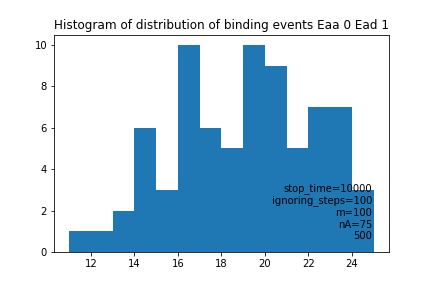 Histogram of distribution of binding events Eaa 0 Ead 1
10
8
6
4
2
0
stop_time=10000
ignoring_steps=100
m=100
nA=75
500
12 14 16 18 20 22 24